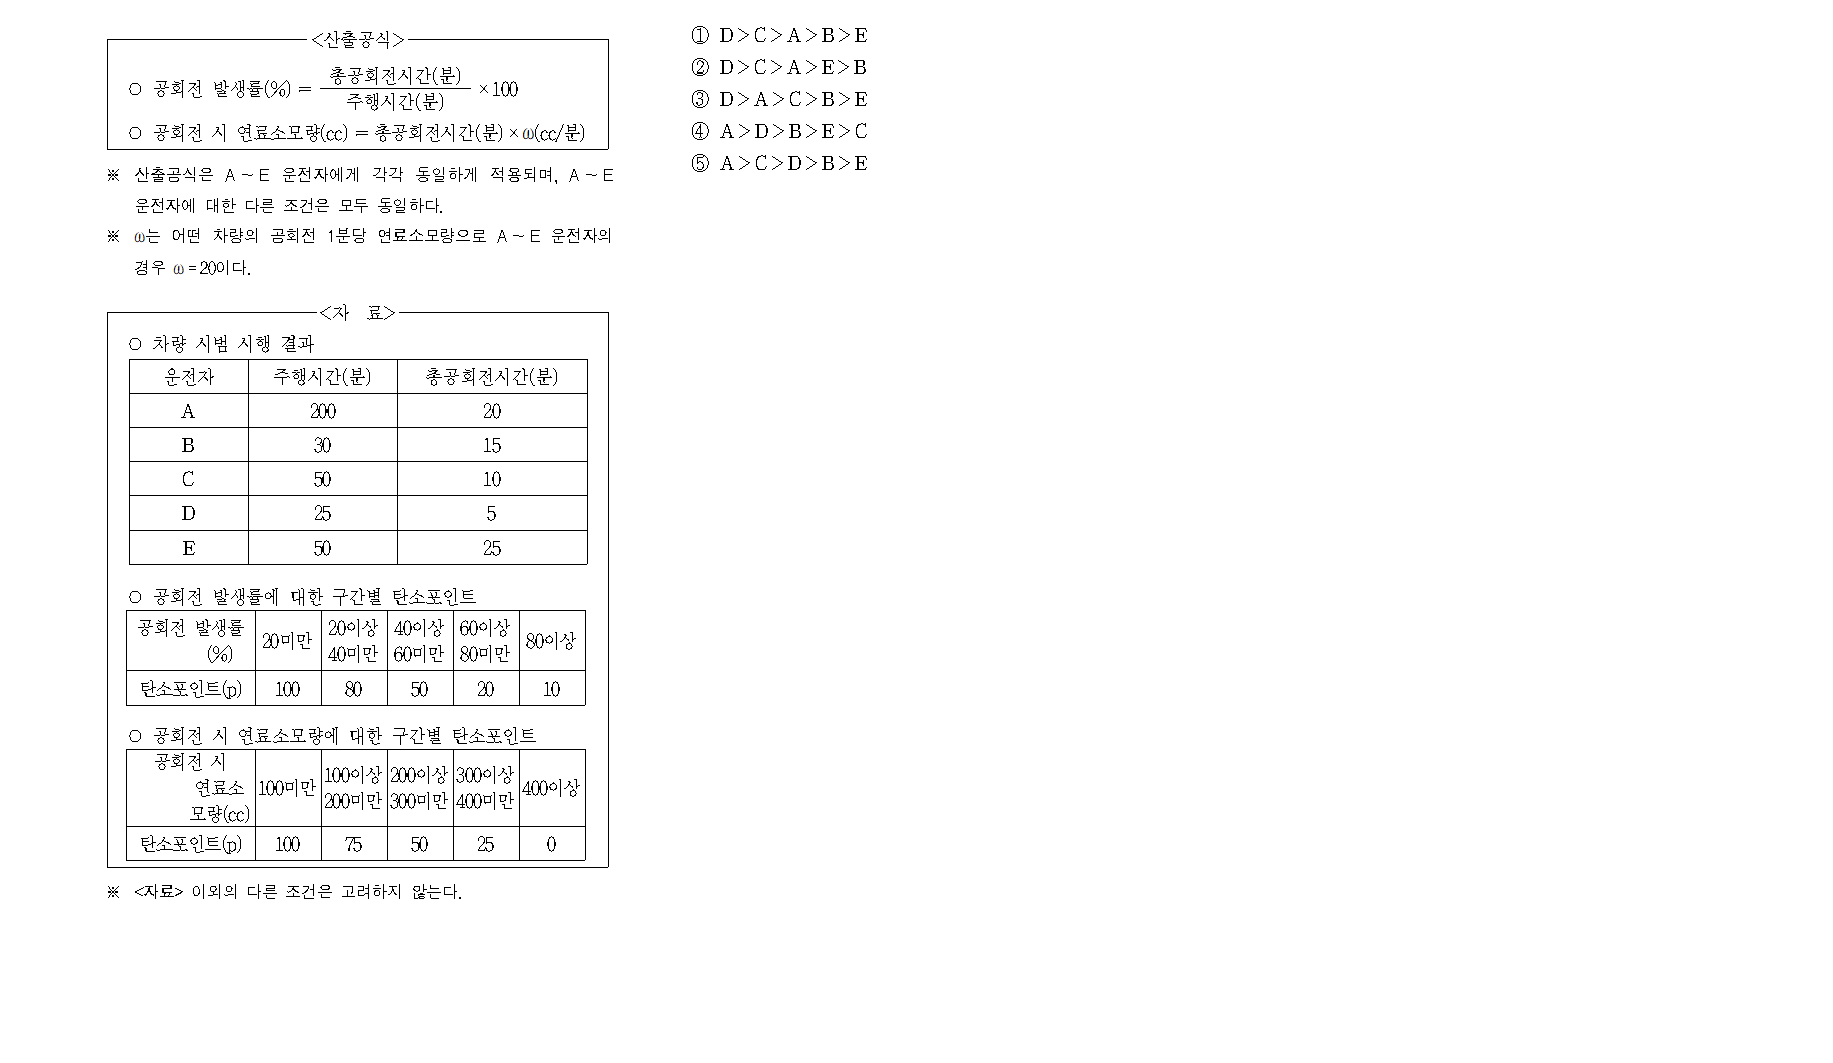 <산출공식>
○ 공회전 발생률(%) = 총공회전시간(분) / 주행시간(분) ×100
○ 공회전 시 연료소모량(cc) = 총공회전시간(분)×ω(cc/분)
※ 산출공식은 A ~ E 운전자에게 각각 동일하게 적용되며, A ~ E
운전자에 대한 다른 조건은 모두 동일하다.
※ ω는 어떤 차량의 공회전 1분당 연료소모량으로 A ~ E 운전자의
경우 ω = 20이다.
<자 료>
○ 차량 시범 시행 결과
운전자 주행시간(분) 총공회전시간(분)
A 200 20
B 30 15
C 50 10
D 25 5
E 50 25
○ 공회전 발생률에 대한 구간별 탄소포인트
공회전 발생률 (%) 20미만 20이상 40미만 40이상 60미만 60이상 80미만 80이상
탄소포인트(p) 100 80 50 20 10
○ 공회전 시 연료소모량에 대한 구간별 탄소포인트
공회전 시 연료소모량(cc) 100미만 100이상 200미만 200이상 300미만 300이상 400미만 400이상
탄소포인트(p) 100 75 50 25 0
※ <자료> 이외의 다른 조건은 고려하지 않는다.
① D>C>A>B>E
② D>C>A>E>B
③ D>A>C>B>E
④ A>D>B>E>C
⑤ A>C>D>B>E